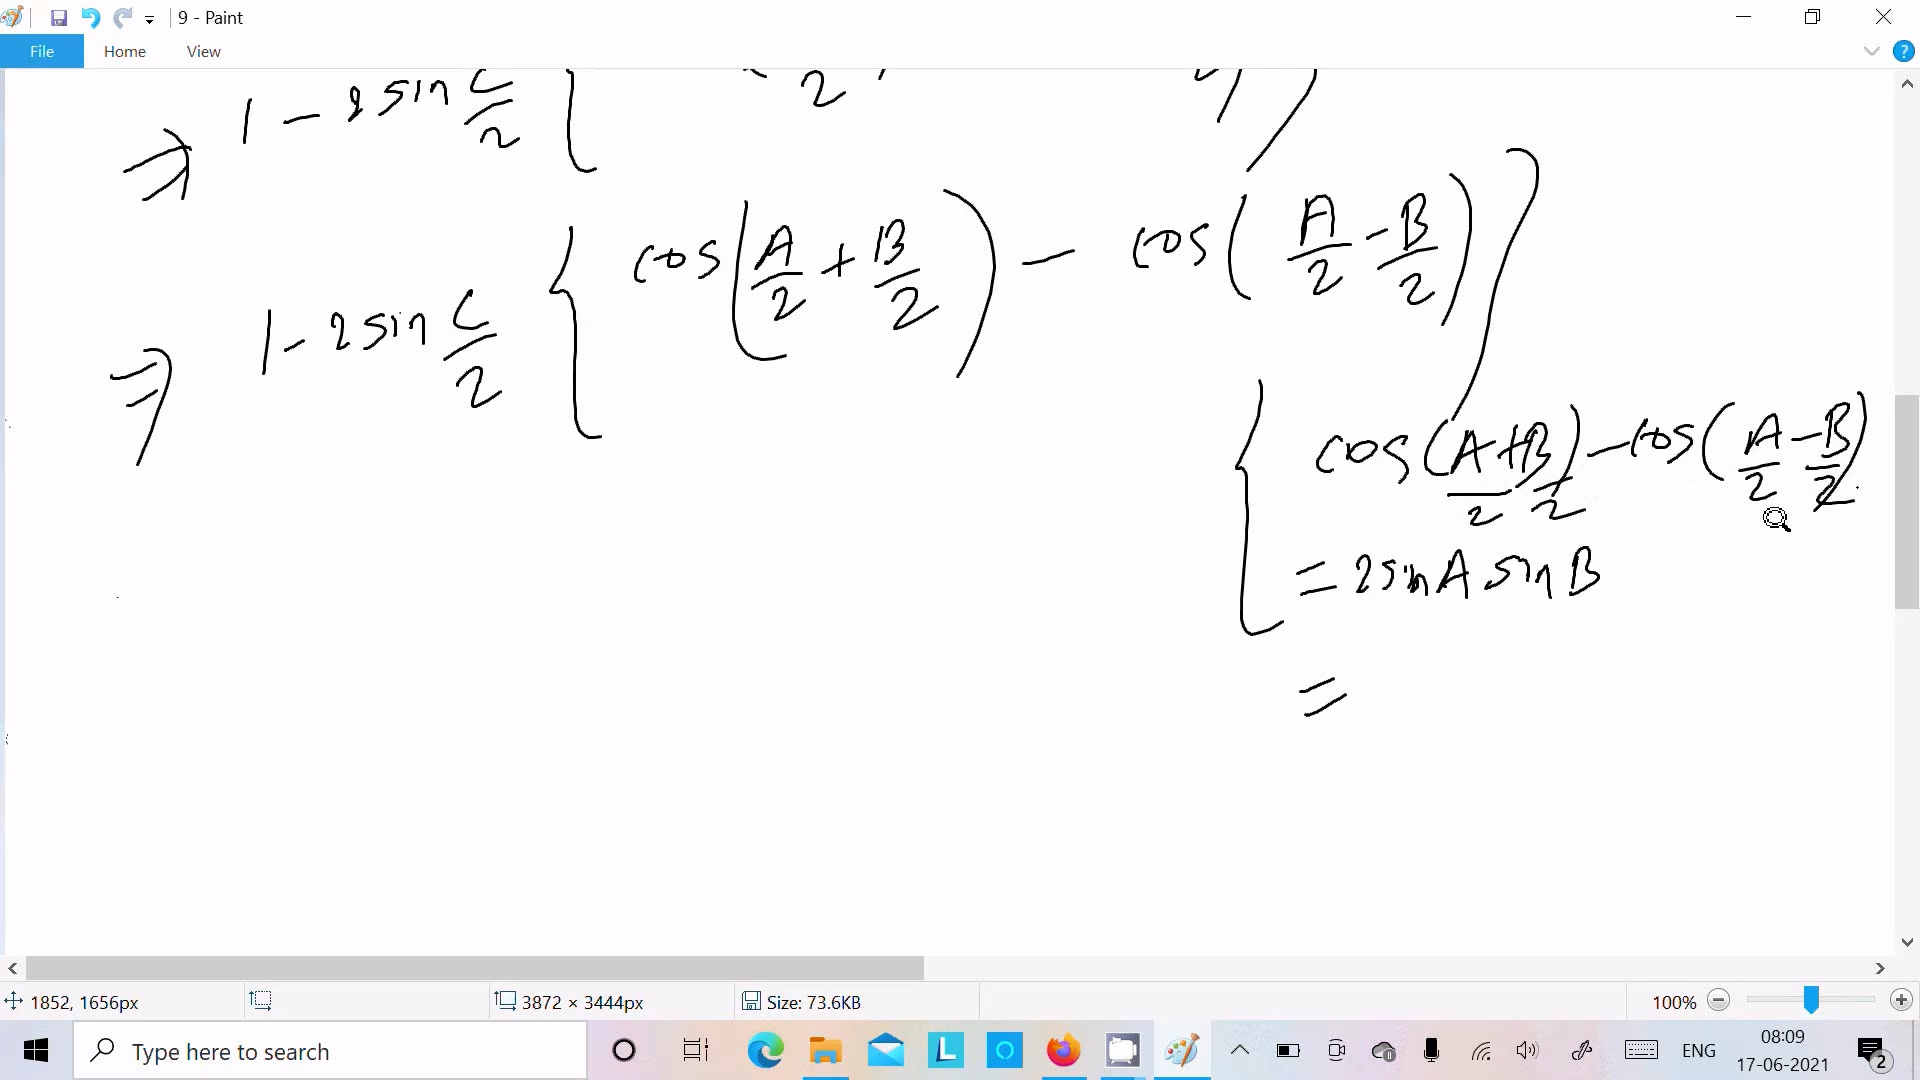 9 - Paint
File Home View
⇒ 1 - 2 sin C/2 {
⇒ 1 - 2 sin C/2 { cos(A/2 + B/2) - cos(A/2 - B/2) }
{ cos(A/2 + B/2) - cos(A/2 - B/2)
= 2 sin A sin B
=
1852, 1656px 3872 × 3444px Size: 73.6KB 100%
Type here to search L ENG 08:09
17-06-2021 2